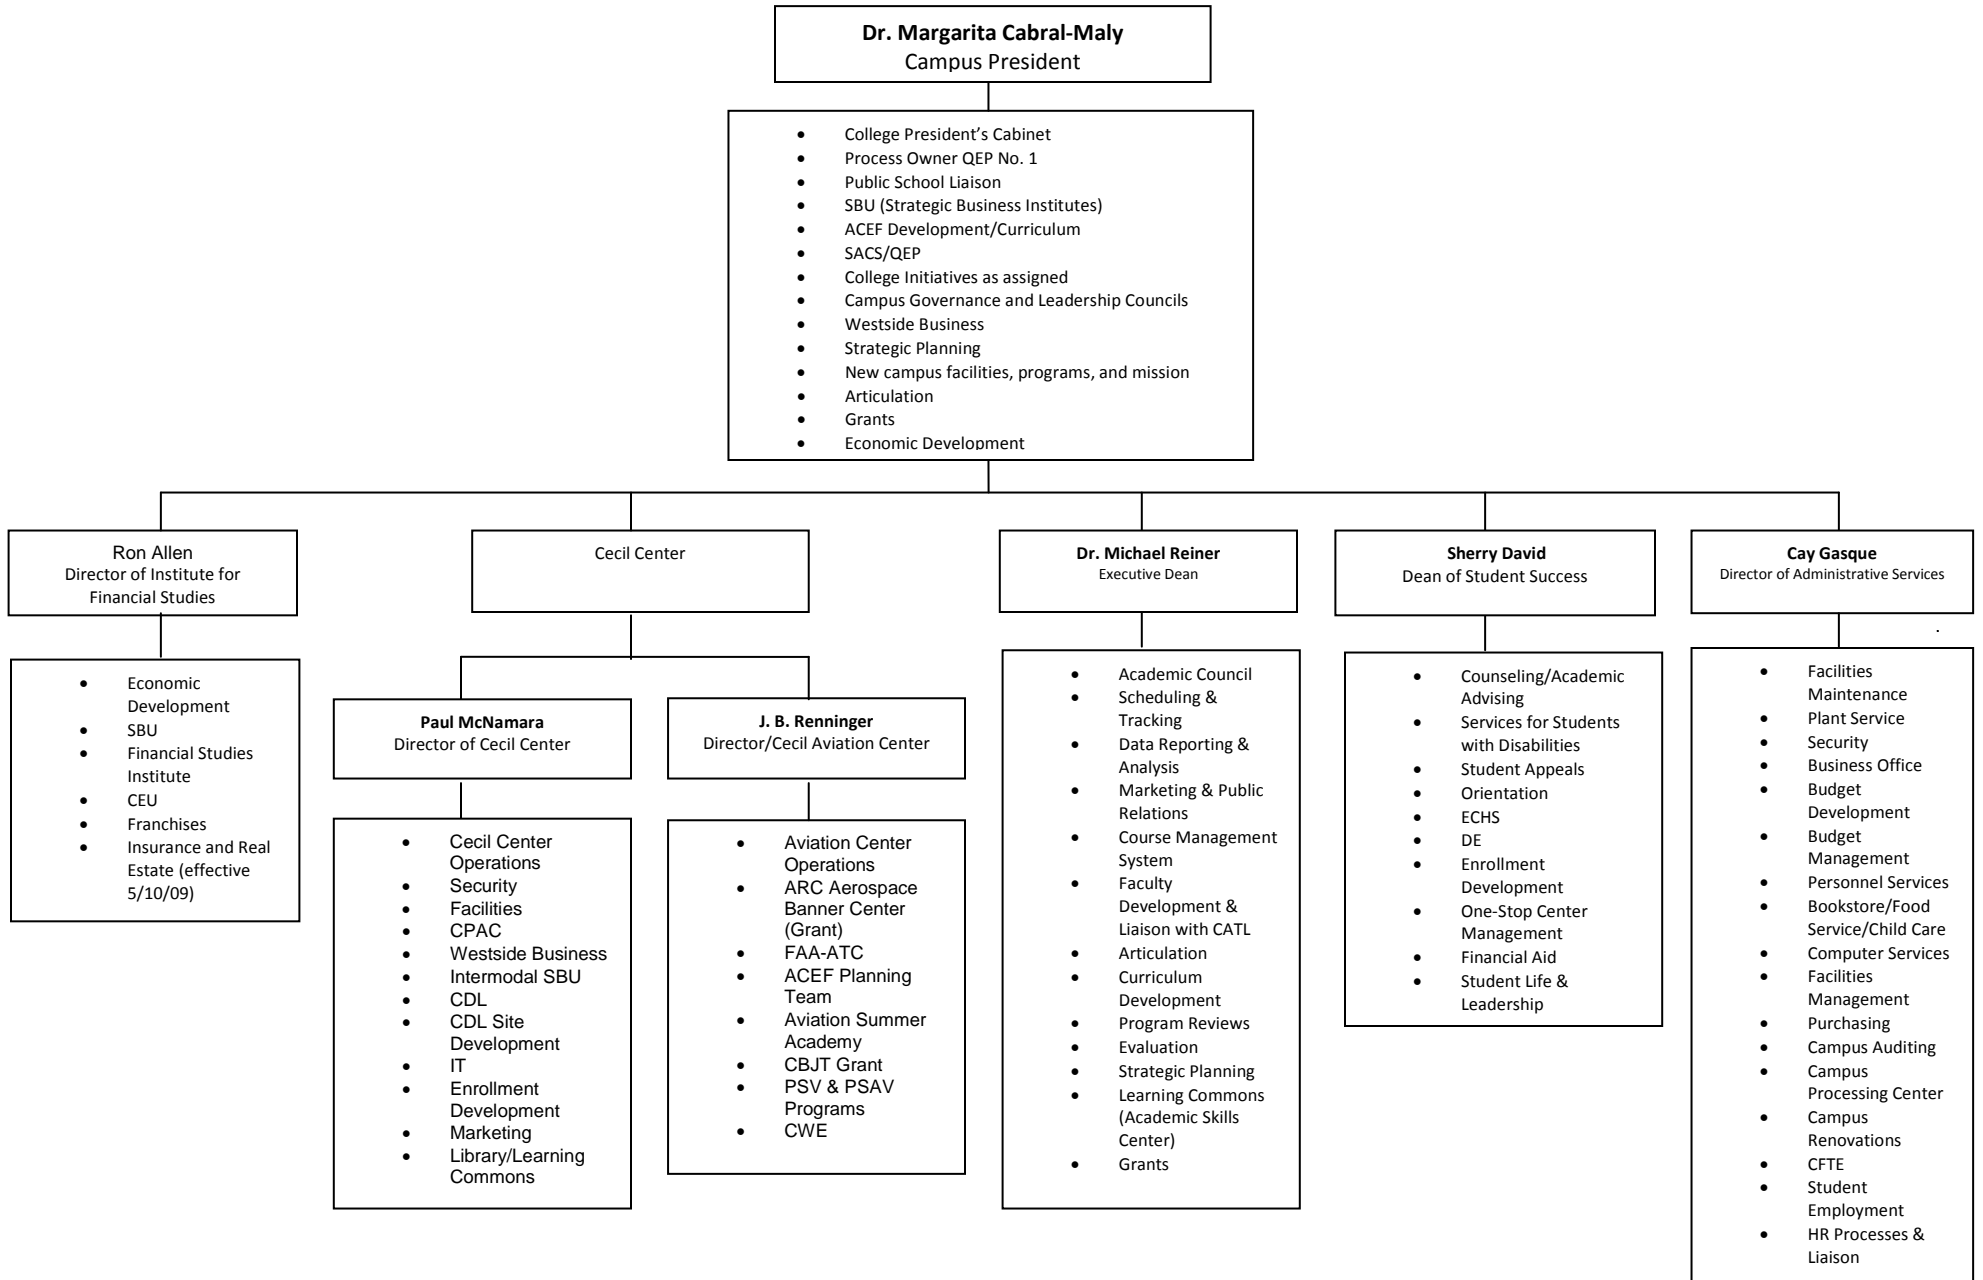 Dr. Margarita Cabral-Maly
Campus President
• College President’s Cabinet
• Process Owner QEP No. 1
• Public School Liaison
• SBU (Strategic Business Institutes)
• ACEF Development/Curriculum
• SACS/QEP
• College Initiatives as assigned
• Campus Governance and Leadership Councils
• Westside Business
• Strategic Planning
• New campus facilities, programs, and mission
• Articulation
• Grants
• Economic Development
Ron Allen
Director of Institute for
Financial Studies
• Economic
Development
• SBU
• Financial Studies
Institute
• CEU
• Franchises
• Insurance and Real
Estate (effective
5/10/09)
Cecil Center
Paul McNamara
Director of Cecil Center
• Cecil Center
Operations
• Security
• Facilities
• CPAC
• Westside Business
• Intermodal SBU
• CDL
• CDL Site
Development
• IT
• Enrollment
Development
• Marketing
• Library/Learning
Commons
J. B. Renninger
Director/Cecil Aviation Center
• Aviation Center
Operations
• ARC Aerospace
Banner Center
(Grant)
• FAA-ATC
• ACEF Planning
Team
• Aviation Summer
Academy
• CBJT Grant
• PSV & PSAV
Programs
• CWE
Dr. Michael Reiner
Executive Dean
• Academic Council
• Scheduling &
Tracking
• Data Reporting &
Analysis
• Marketing & Public
Relations
• Course Management
System
• Faculty
Development &
Liaison with CATL
• Articulation
• Curriculum
Development
• Program Reviews
• Evaluation
• Strategic Planning
• Learning Commons
(Academic Skills
Center)
• Grants
Sherry David
Dean of Student Success
• Counseling/Academic
Advising
• Services for Students
with Disabilities
• Student Appeals
• Orientation
• ECHS
• DE
• Enrollment
Development
• One-Stop Center
Management
• Financial Aid
• Student Life &
Leadership
Cay Gasque
Director of Administrative Services
.
• Facilities
Maintenance
• Plant Service
• Security
• Business Office
• Budget
Development
• Budget
Management
• Personnel Services
• Bookstore/Food
Service/Child Care
• Computer Services
• Facilities
Management
• Purchasing
• Campus Auditing
• Campus
Processing Center
• Campus
Renovations
• CFTE
• Student
Employment
• HR Processes &
Liaison